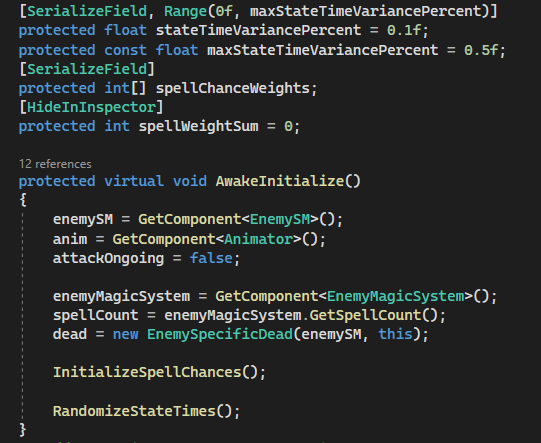 [SerializeField, Range(0f, maxStateTimeVariancePercent)]
protected float stateTimeVariancePercent = 0.1f;
protected const float maxStateTimeVariancePercent = 0.5f;
[SerializeField]
protected int[] spellChanceWeights;
[HideInInspector]
protected int spellWeightSum = 0;
12 references
protected virtual void AwakeInitialize()
{
enemySM = GetComponent<EnemySM>();
anim = GetComponent<Animator>();
attackOngoing = false;
enemyMagicSystem = GetComponent<EnemyMagicSystem>();
spellCount = enemyMagicSystem.GetSpellCount();
dead = new EnemySpecificDead(enemySM, this);
InitializeSpellChances();
RandomizeStateTimes();
}